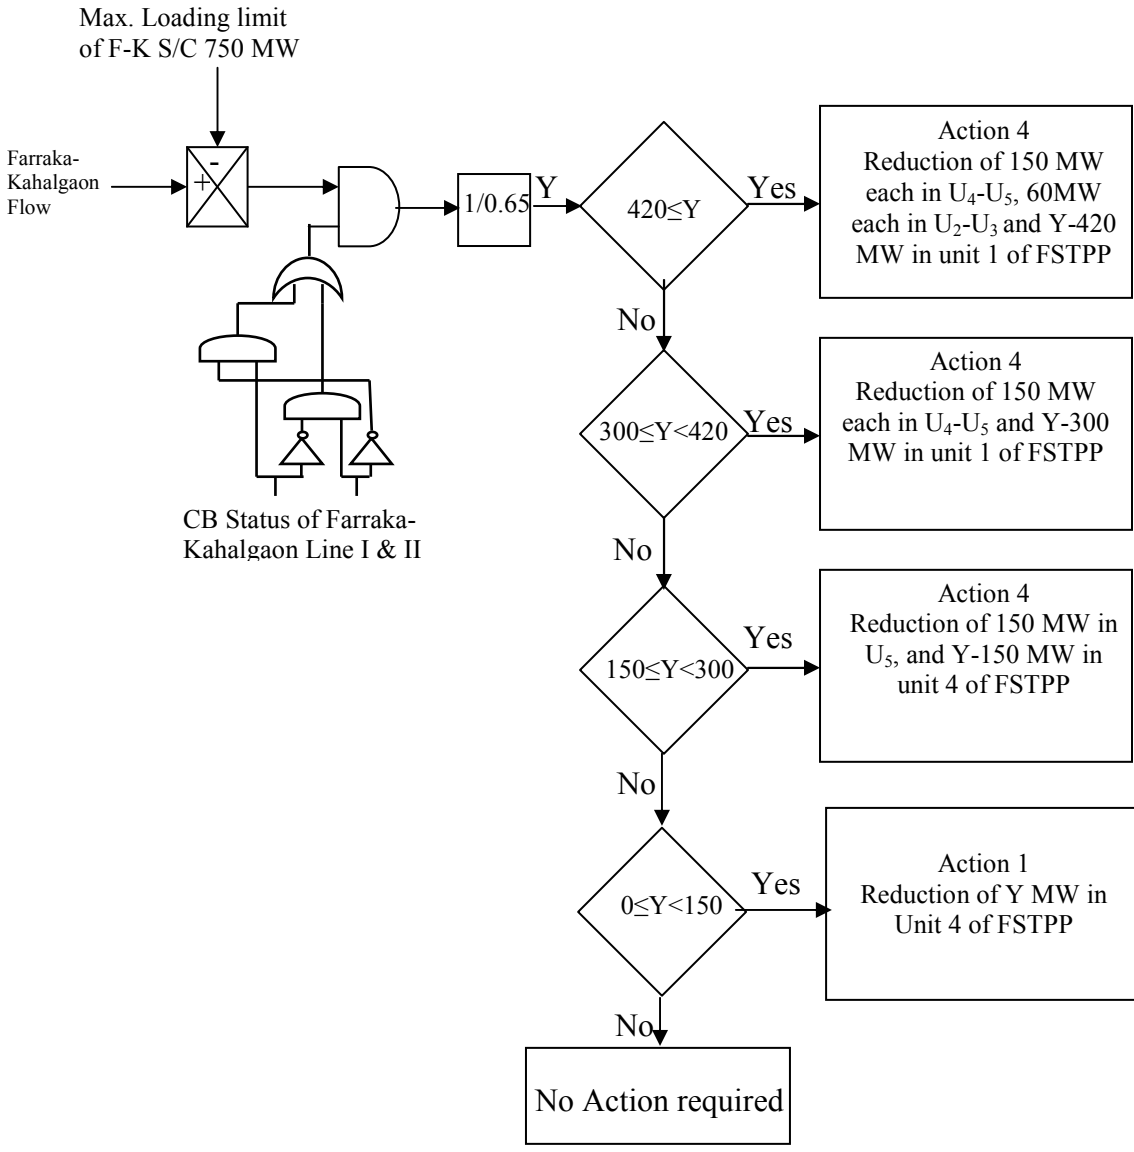 Max. Loading limit
of F-K S/C 750 MW
Farraka-
Kahalgaon
Flow
-
+
1/0.65
Y
420≤Y
Yes
Action 4
Reduction of 150 MW
each in U₄-U₅, 60MW
each in U₂-U₃ and Y-420
MW in unit 1 of FSTPP
No
300≤Y<420
Yes
Action 4
Reduction of 150 MW
each in U₄-U₅ and Y-300
MW in unit 1 of FSTPP
CB Status of Farraka-
Kahalgaon Line I & II
No
150≤Y<300
Yes
Action 4
Reduction of 150 MW in
U₅, and Y-150 MW in
unit 4 of FSTPP
No
0≤Y<150
Yes
Action 1
Reduction of Y MW in
Unit 4 of FSTPP
No
No Action required